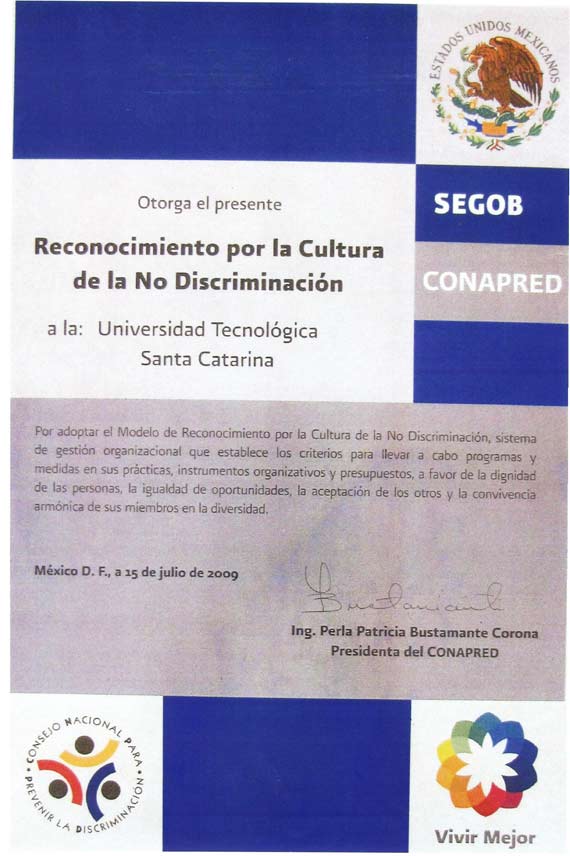 ESTADOS UNIDOS MEXICANOS
Otorga el presente
SEGOB
Reconocimiento por la Cultura
de la No Discriminación
CONAPRED
a la: Universidad Tecnológica
Santa Catarina
Por adoptar el Modelo de Reconocimiento por la Cultura de la No Discriminación, sistema
de gestión organizacional que establece los criterios para llevar a cabo programas y
medidas en sus prácticas, instrumentos organizativos y presupuestos, a favor de la dignidad
de las personas, la igualdad de oportunidades, la aceptación de los otros y la convivencia
armónica de sus miembros en la diversidad.
México D. F., a 15 de julio de 2009
Bustamante
Ing. Perla Patricia Bustamante Corona
Presidenta del CONAPRED
CONSEJO NACIONAL PARA PREVENIR LA DISCRIMINACIÓN
Vivir Mejor